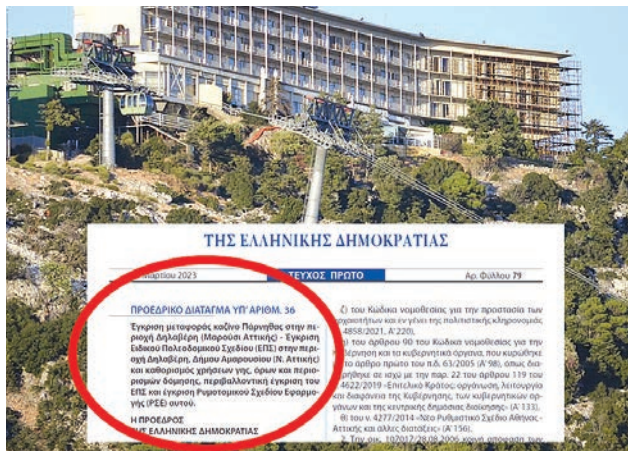 ΤΗΣ ΕΛΛΗΝΙΚΗΣ ΔΗΜΟΚΡΑΤΙΑΣ
Μαρτίου 2023
ΤΕΥΧΟΣ ΠΡΩΤΟ
Αρ. Φύλλου 79
ΠΡΟΕΔΡΙΚΟ ΔΙΑΤΑΓΜΑ ΥΠ' ΑΡΙΘΜ. 36
Έγκριση μεταφοράς καζίνο Πάρνηθας στην πε-
ριοχή Δηλαβέρη (Μαρούσι Αττικής) - Έγκριση
Ειδικού Πολεοδομικού Σχεδίου (ΕΠΣ) στην περι-
οχή Δηλαβέρη, Δήμου Αμαρουσίου (Ν. Αττικής)
και καθορισμός χρήσεων γης, όρων και περιο-
ρισμών δόμησης, περιβαλλοντική έγκριση του
ΕΠΣ και έγκριση Ρυμοτομικού Σχεδίου Εφαρμο-
γής (ΡΣΕ) αυτού.
Η ΠΡΟΕΔΡΟΣ
ΤΗΣ ΕΛΛΗΝΙΚΗΣ ΔΗΜΟΚΡΑΤΙΑΣ
ζ) του Κώδικα νομοθεσίας για την προστασία των
αρχαιοτήτων και εν γένει της πολιτιστικής κληρονομιάς
4858/2021, Α' 220),
του άρθρου 90 του Κώδικα νομοθεσίας για την
κυβέρνηση και τα κυβερνητικά όργανα, που κυρώθηκε
το άρθρο πρώτο του π.δ. 63/2005 (Α' 98), όπως δια-
τηρήθηκε σε ισχύ με την παρ. 22 του άρθρου 119 του
4622/2019 «Επιτελικό Κράτος: οργάνωση, λειτουργία
και διαφάνεια της Κυβέρνησης, των κυβερνητικών ορ-
γάνων και της κεντρικής δημόσιας διοίκησης» (Α' 133),
θ) του ν. 4277/2014 «Νέο Ρυθμιστικό Σχέδιο Αθήνας -
Αττικής και άλλες διατάξεις» (Α' 156).
2. Την οικ. 107017/28.08.2006 κοινή απόφαση των